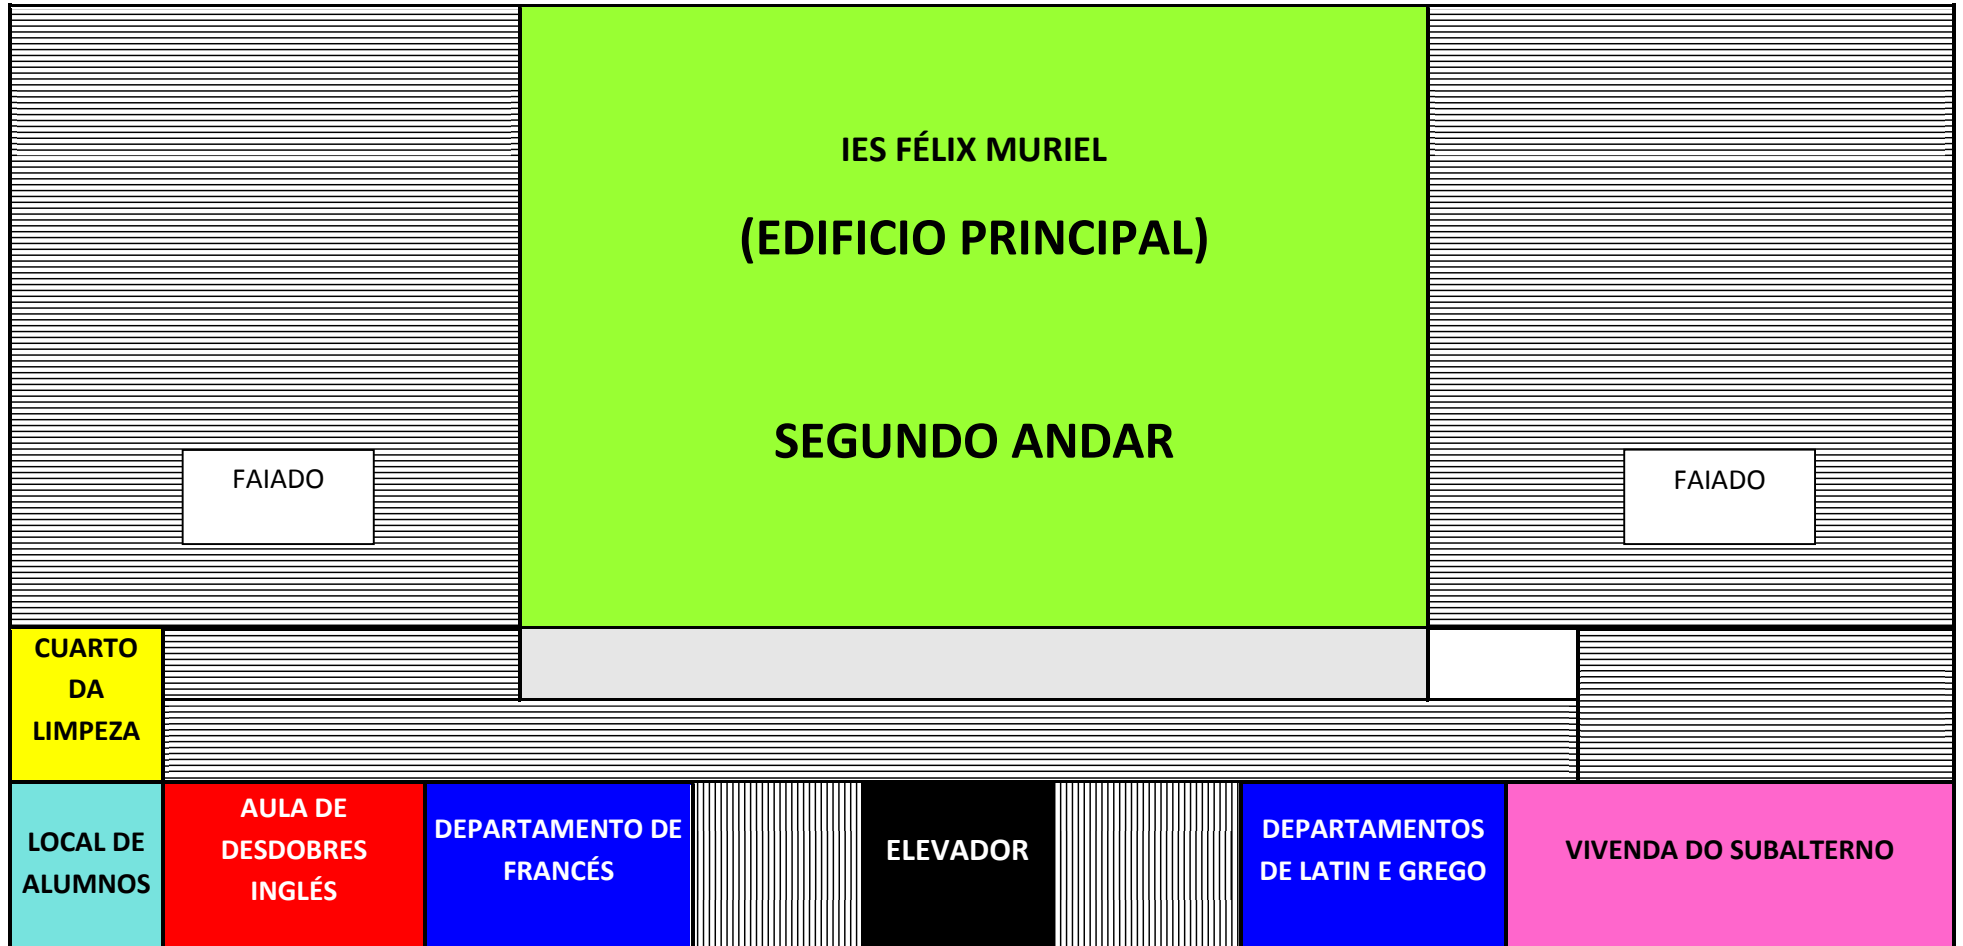 IES FÉLIX MURIEL
(EDIFICIO PRINCIPAL)
SEGUNDO ANDAR
FAIADO
FAIADO
CUARTO
DA
LIMPEZA
LOCAL DE
ALUMNOS
AULA DE
DESDOBRES
INGLÉS
DEPARTAMENTO DE
FRANCÉS
ELEVADOR
DEPARTAMENTOS
DE LATIN E GREGO
VIVENDA DO SUBALTERNO